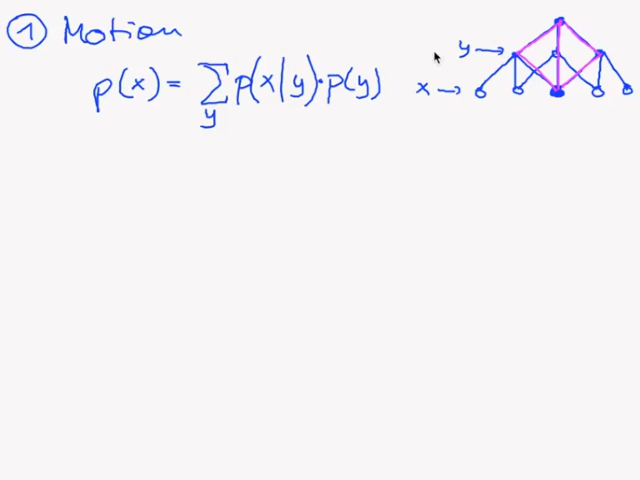 ① Motion
p(x) = ∑ p(x|y)·p(y)
y
y →
x →